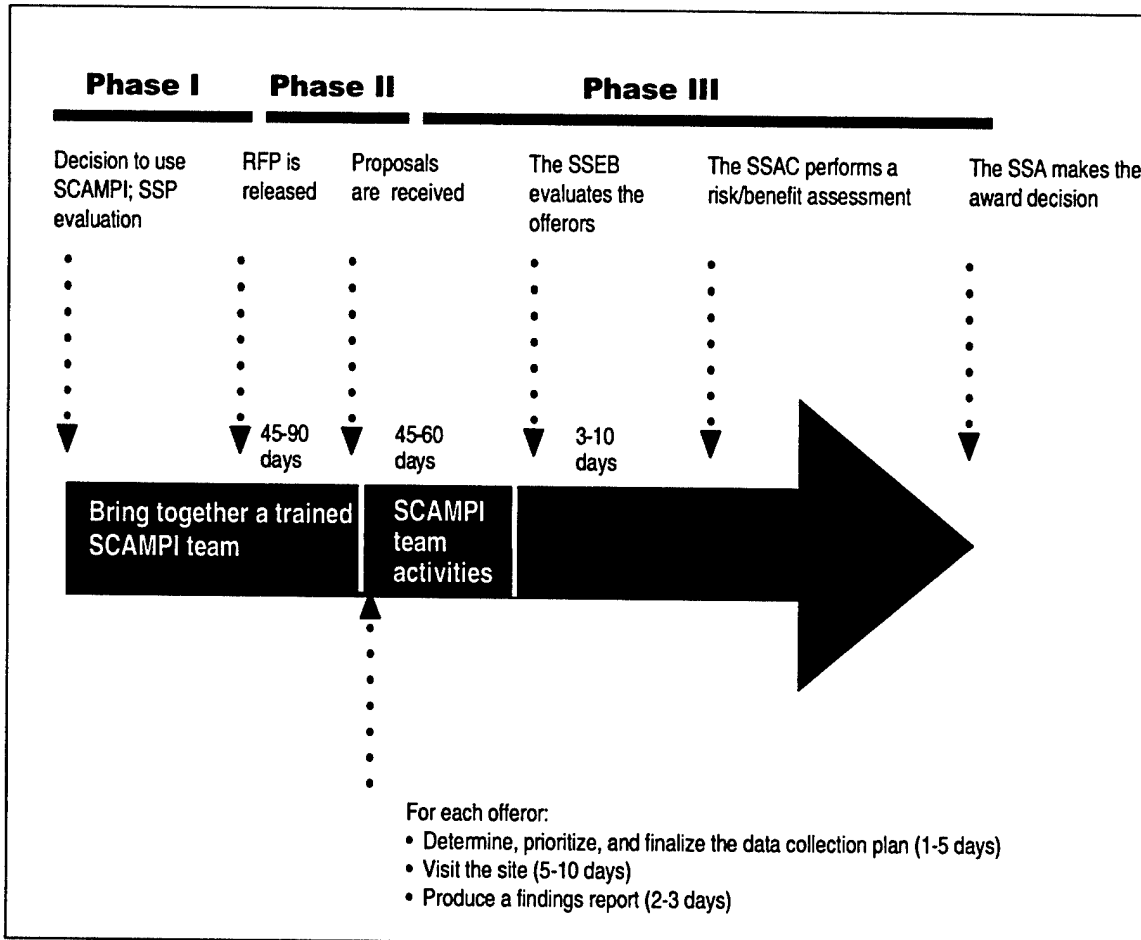 Phase I
Phase II
Phase III
Decision to use
SCAMPI; SSP
evaluation
RFP is
released
Proposals
are received
The SSEB
evaluates the
offerors
The SSAC performs a
risk/benefit assessment
The SSA makes the
award decision
45-90
days
45-60
days
3-10
days
Bring together a trained
SCAMPI team
SCAMPI
team
activities
For each offeror:
• Determine, prioritize, and finalize the data collection plan (1-5 days)
• Visit the site (5-10 days)
• Produce a findings report (2-3 days)